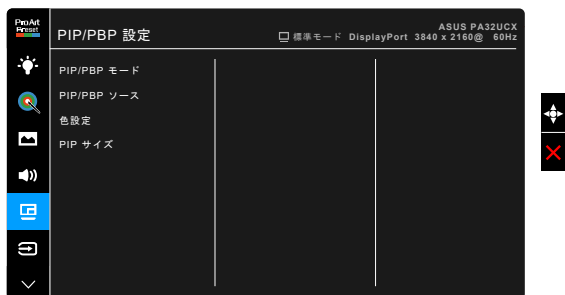 ProArt
Preset
PIP/PBP 設定
ASUS PA32UCX
標準モード DisplayPort 3840 x 2160@ 60Hz
PIP/PBP モード
PIP/PBP ソース
色設定
PIP サイズ